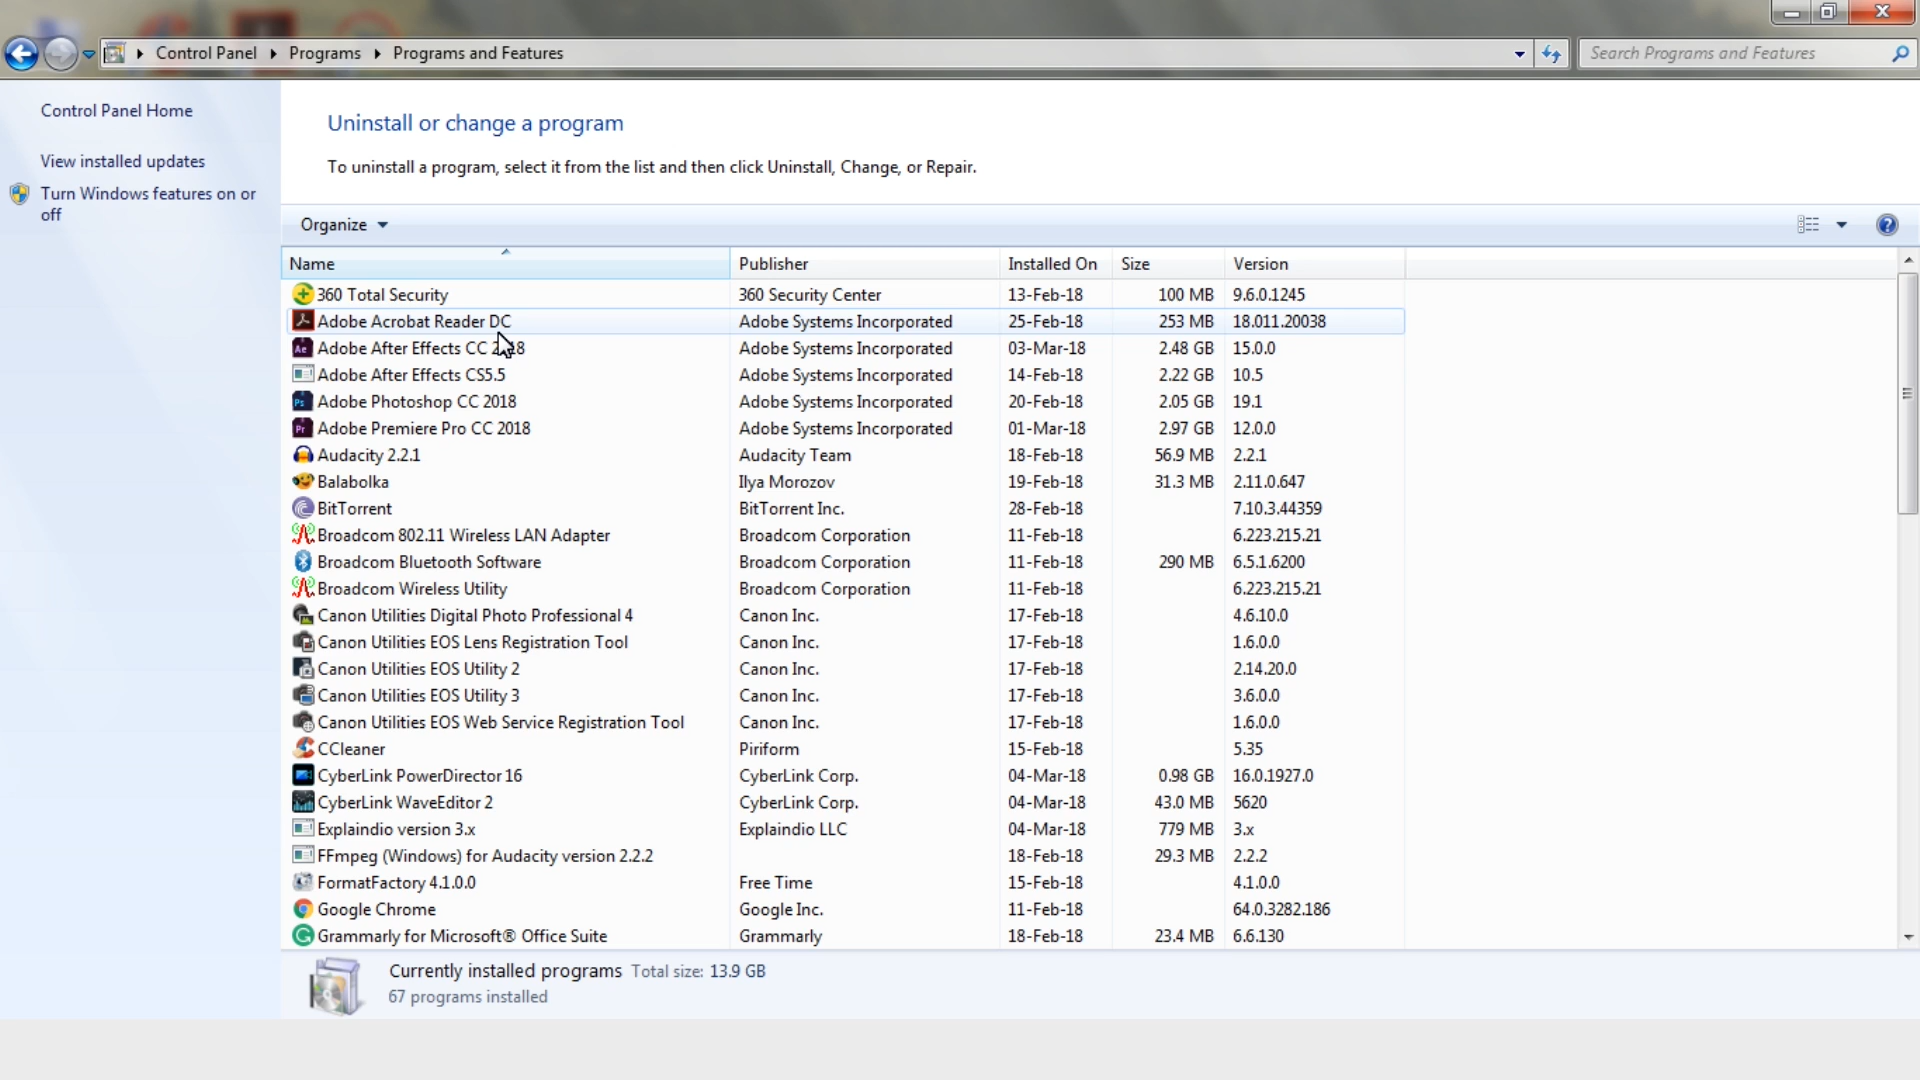 Control Panel Programs Programs and Features
Search Programs and Features
Control Panel Home
View installed updates
Turn Windows features on or
off
Uninstall or change a program
To uninstall a program, select it from the list and then click Uninstall, Change, or Repair.
Organize
Name Publisher Installed On Size Version
360 Total Security 360 Security Center 13-Feb-18 100 MB 9.6.0.1245
Adobe Acrobat Reader DC Adobe Systems Incorporated 25-Feb-18 253 MB 18.011.20038
Adobe After Effects CC 2018 Adobe Systems Incorporated 03-Mar-18 2.48 GB 15.0.0
Adobe After Effects CS5.5 Adobe Systems Incorporated 14-Feb-18 2.22 GB 10.5
Adobe Photoshop CC 2018 Adobe Systems Incorporated 20-Feb-18 2.05 GB 19.1
Adobe Premiere Pro CC 2018 Adobe Systems Incorporated 01-Mar-18 2.97 GB 12.0.0
Audacity 2.2.1 Audacity Team 18-Feb-18 56.9 MB 2.2.1
Balabolka Ilya Morozov 19-Feb-18 31.3 MB 2.11.0.647
BitTorrent BitTorrent Inc. 28-Feb-18 7.10.3.44359
Broadcom 802.11 Wireless LAN Adapter Broadcom Corporation 11-Feb-18 6.223.215.21
Broadcom Bluetooth Software Broadcom Corporation 11-Feb-18 290 MB 6.5.1.6200
Broadcom Wireless Utility Broadcom Corporation 11-Feb-18 6.223.215.21
Canon Utilities Digital Photo Professional 4 Canon Inc. 17-Feb-18 4.6.10.0
Canon Utilities EOS Lens Registration Tool Canon Inc. 17-Feb-18 1.6.0.0
Canon Utilities EOS Utility 2 Canon Inc. 17-Feb-18 2.14.20.0
Canon Utilities EOS Utility 3 Canon Inc. 17-Feb-18 3.6.0.0
Canon Utilities EOS Web Service Registration Tool Canon Inc. 17-Feb-18 1.6.0.0
CCleaner Piriform 15-Feb-18 5.35
CyberLink PowerDirector 16 CyberLink Corp. 04-Mar-18 0.98 GB 16.0.1927.0
CyberLink WaveEditor 2 CyberLink Corp. 04-Mar-18 43.0 MB 5620
Explaindio version 3.x Explaindio LLC 04-Mar-18 779 MB 3.x
FFmpeg (Windows) for Audacity version 2.2.2 18-Feb-18 29.3 MB 2.2.2
FormatFactory 4.1.0.0 Free Time 15-Feb-18 4.1.0.0
Google Chrome Google Inc. 11-Feb-18 64.0.3282.186
Grammarly for Microsoft® Office Suite Grammarly 18-Feb-18 23.4 MB 6.6.130
Currently installed programs Total size: 13.9 GB
67 programs installed